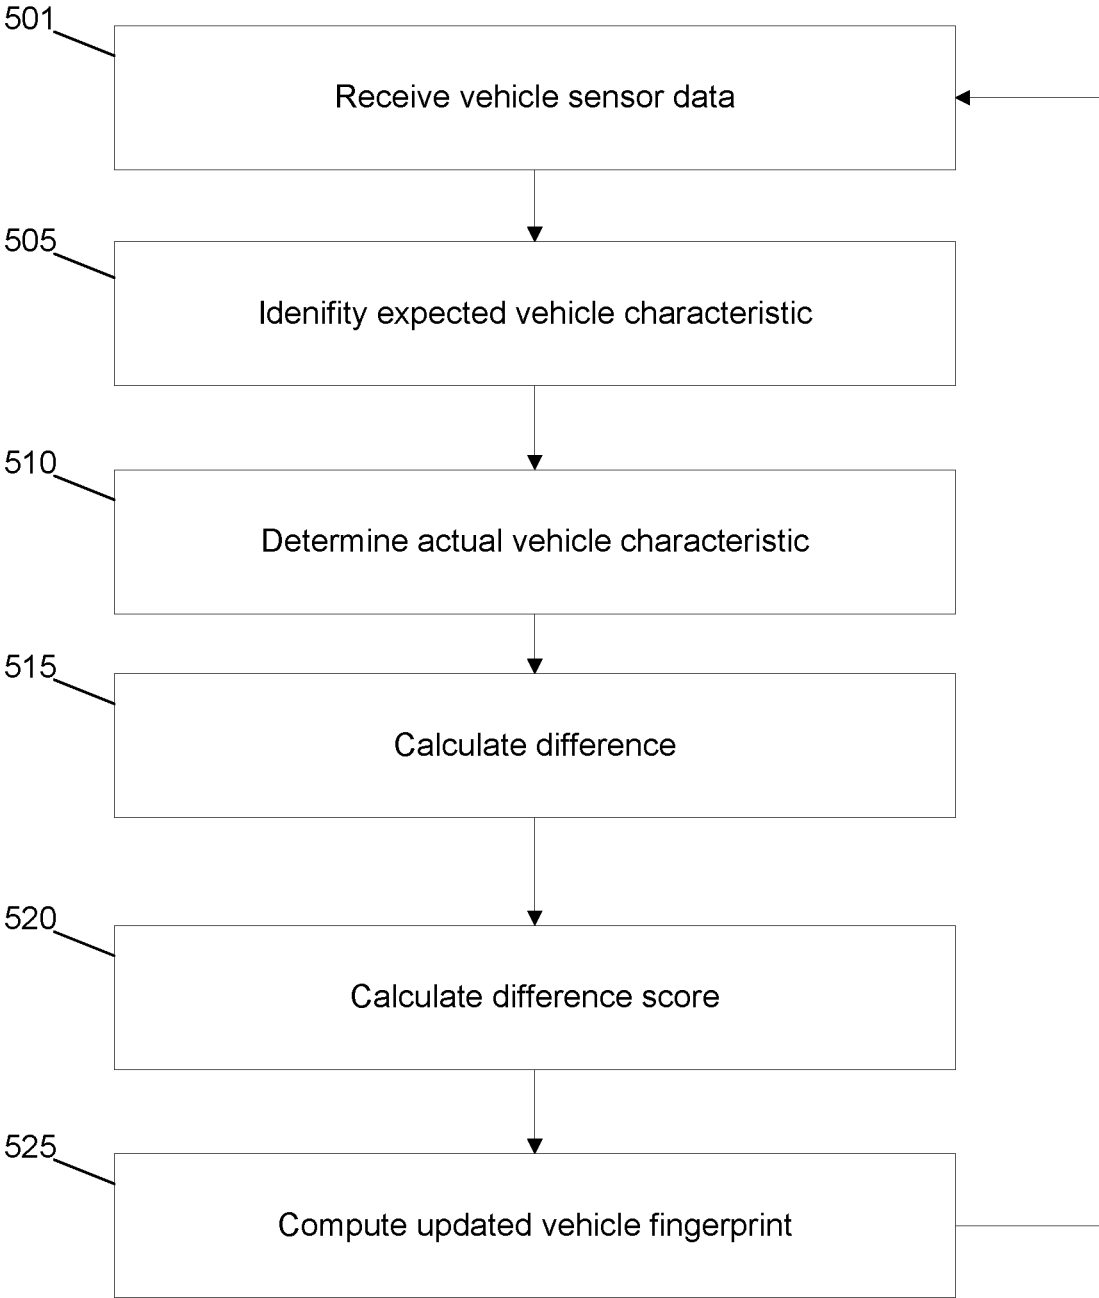 501
Receive vehicle sensor data
505
Idenifity expected vehicle characteristic
510
Determine actual vehicle characteristic
515
Calculate difference
520
Calculate difference score
525
Compute updated vehicle fingerprint